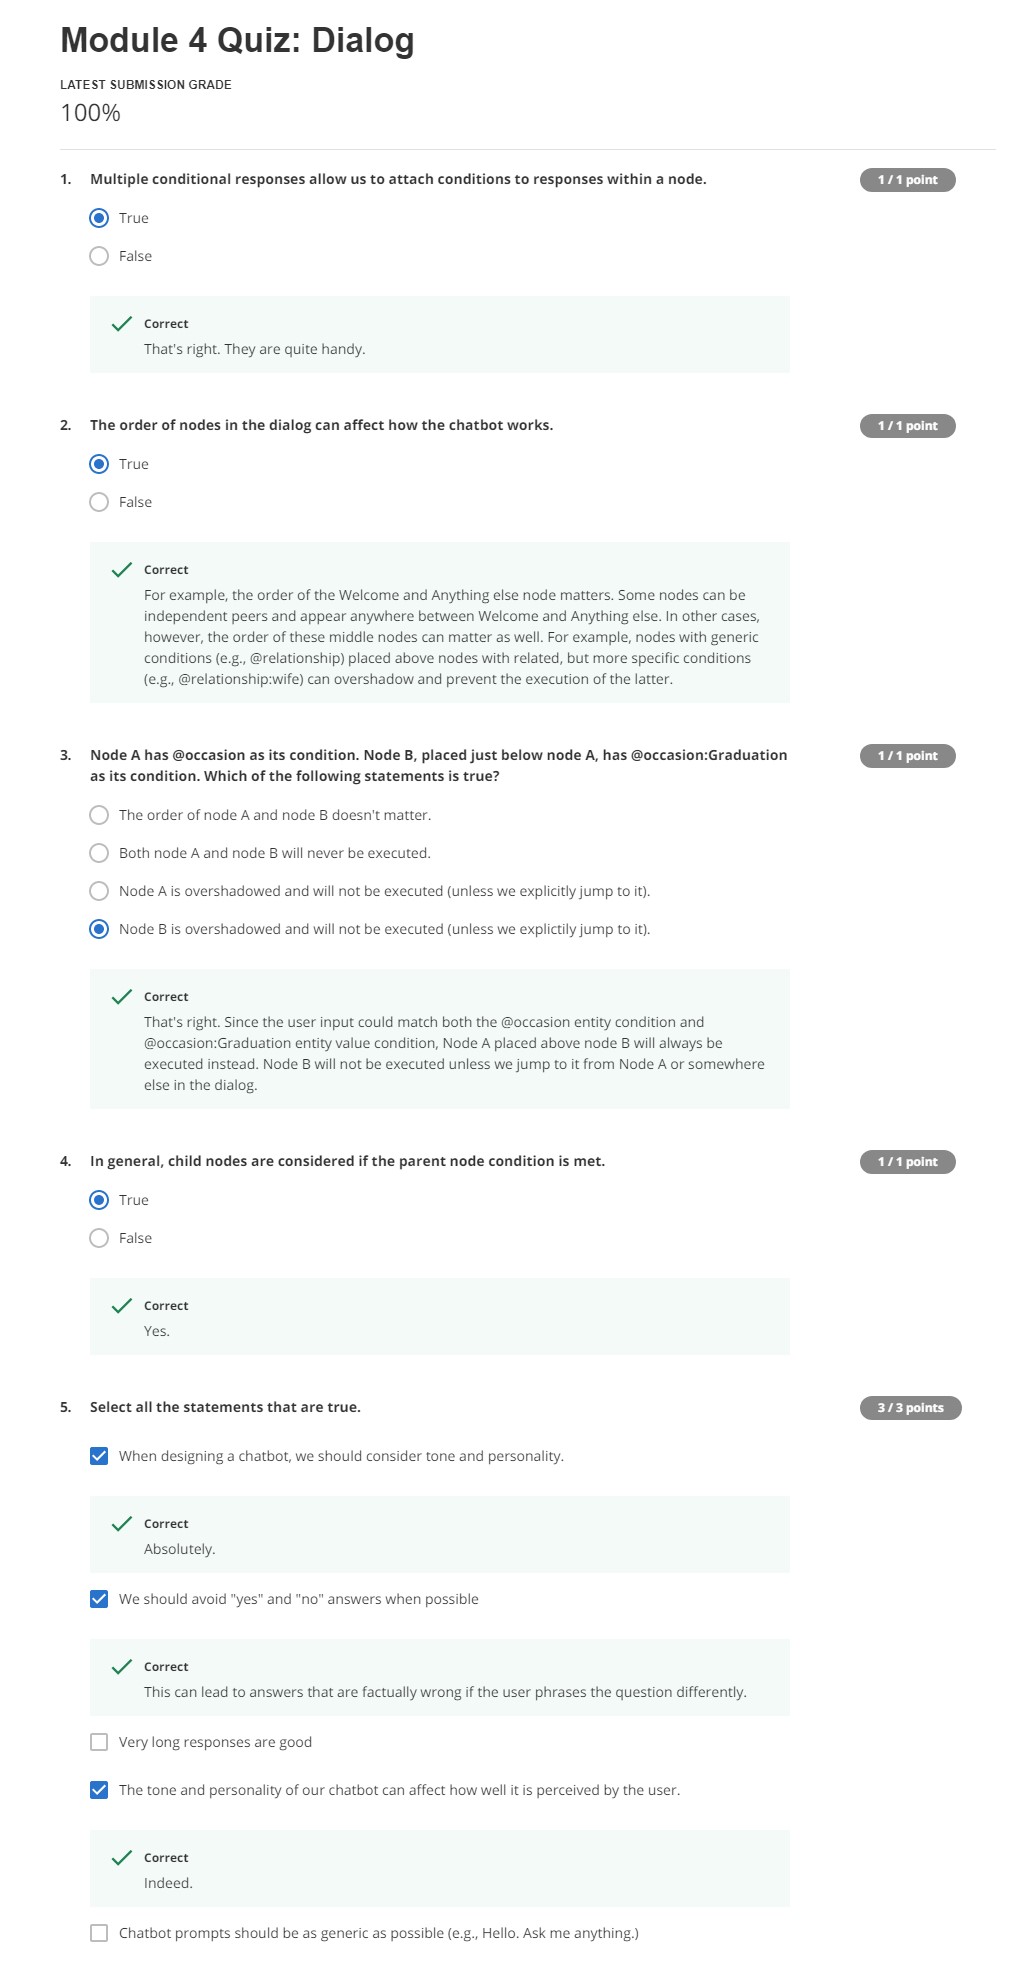 Module 4 Quiz: Dialog
LATEST SUBMISSION GRADE
100%
1. Multiple conditional responses allow us to attach conditions to responses within a node. 1 / 1 point
True
False
Correct
That's right. They are quite handy.
2. The order of nodes in the dialog can affect how the chatbot works. 1 / 1 point
True
False
Correct
For example, the order of the Welcome and Anything else node matters. Some nodes can be
independent peers and appear anywhere between Welcome and Anything else. In other cases,
however, the order of these middle nodes can matter as well. For example, nodes with generic
conditions (e.g., @relationship) placed above nodes with related, but more specific conditions
(e.g., @relationship:wife) can overshadow and prevent the execution of the latter.
3. Node A has @occasion as its condition. Node B, placed just below node A, has @occasion:Graduation 1 / 1 point
as its condition. Which of the following statements is true?
The order of node A and node B doesn't matter.
Both node A and node B will never be executed.
Node A is overshadowed and will not be executed (unless we explicitly jump to it).
Node B is overshadowed and will not be executed (unless we explictily jump to it).
Correct
That's right. Since the user input could match both the @occasion entity condition and
@occasion:Graduation entity value condition, Node A placed above node B will always be
executed instead. Node B will not be executed unless we jump to it from Node A or somewhere
else in the dialog.
4. In general, child nodes are considered if the parent node condition is met. 1 / 1 point
True
False
Correct
Yes.
5. Select all the statements that are true. 3 / 3 points
When designing a chatbot, we should consider tone and personality.
Correct
Absolutely.
We should avoid "yes" and "no" answers when possible
Correct
This can lead to answers that are factually wrong if the user phrases the question differently.
Very long responses are good
The tone and personality of our chatbot can affect how well it is perceived by the user.
Correct
Indeed.
Chatbot prompts should be as generic as possible (e.g., Hello. Ask me anything.)